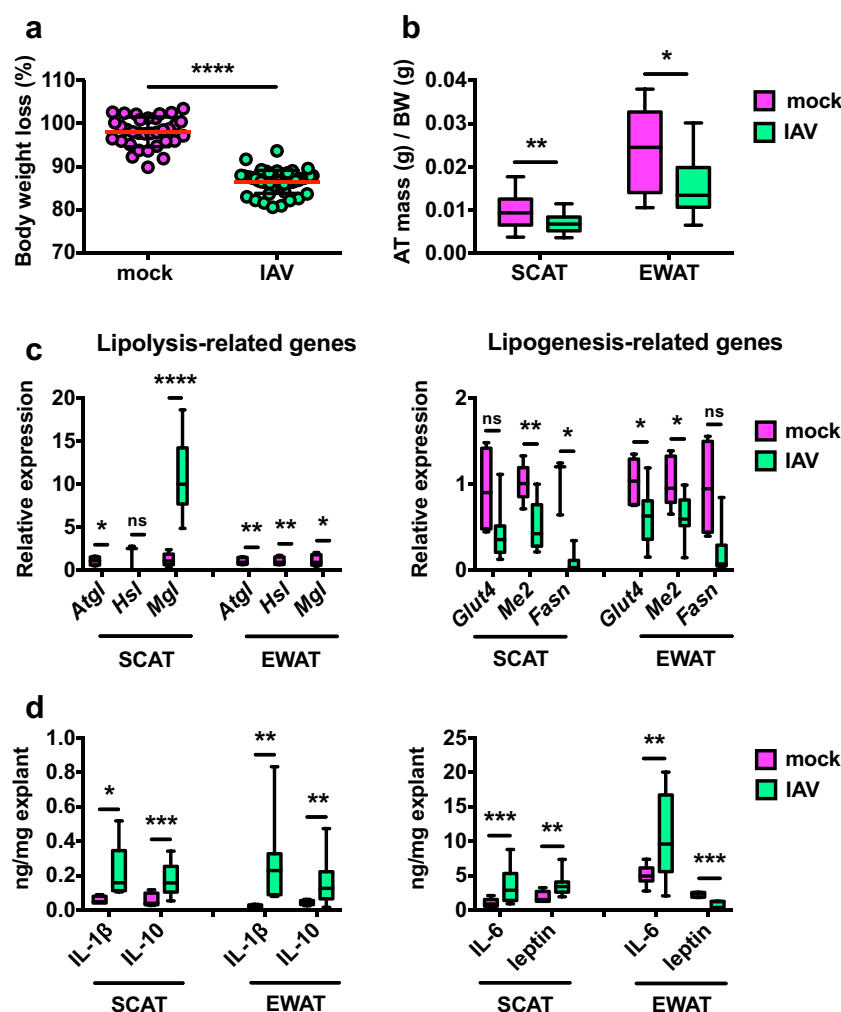 a
****
Body weight loss (%)
110
100
90
80
70
mock
IAV
b
*
**
AT mass (g) / BW (g)
0.04
0.03
0.02
0.01
0.00
SCAT
EWAT
mock
IAV
c
Lipolysis-related genes
****
Relative expression
20
15
10
5
0
* ns ** ** *
Atgl Hsl Mgl Atgl Hsl Mgl
SCAT EWAT
Lipogenesis-related genes
Relative expression
2
1
0
ns ** * * * ns
Glut4 Me2 Fasn Glut4 Me2 Fasn
SCAT EWAT
mock
IAV
d
ng/mg explant
1.0
0.8
0.6
0.4
0.2
0.0
* *** ** **
IL-1β IL-10 IL-1β IL-10
SCAT EWAT
ng/mg explant
25
20
15
10
5
0
*** ** ** ***
IL-6 leptin IL-6 leptin
SCAT EWAT
mock
IAV